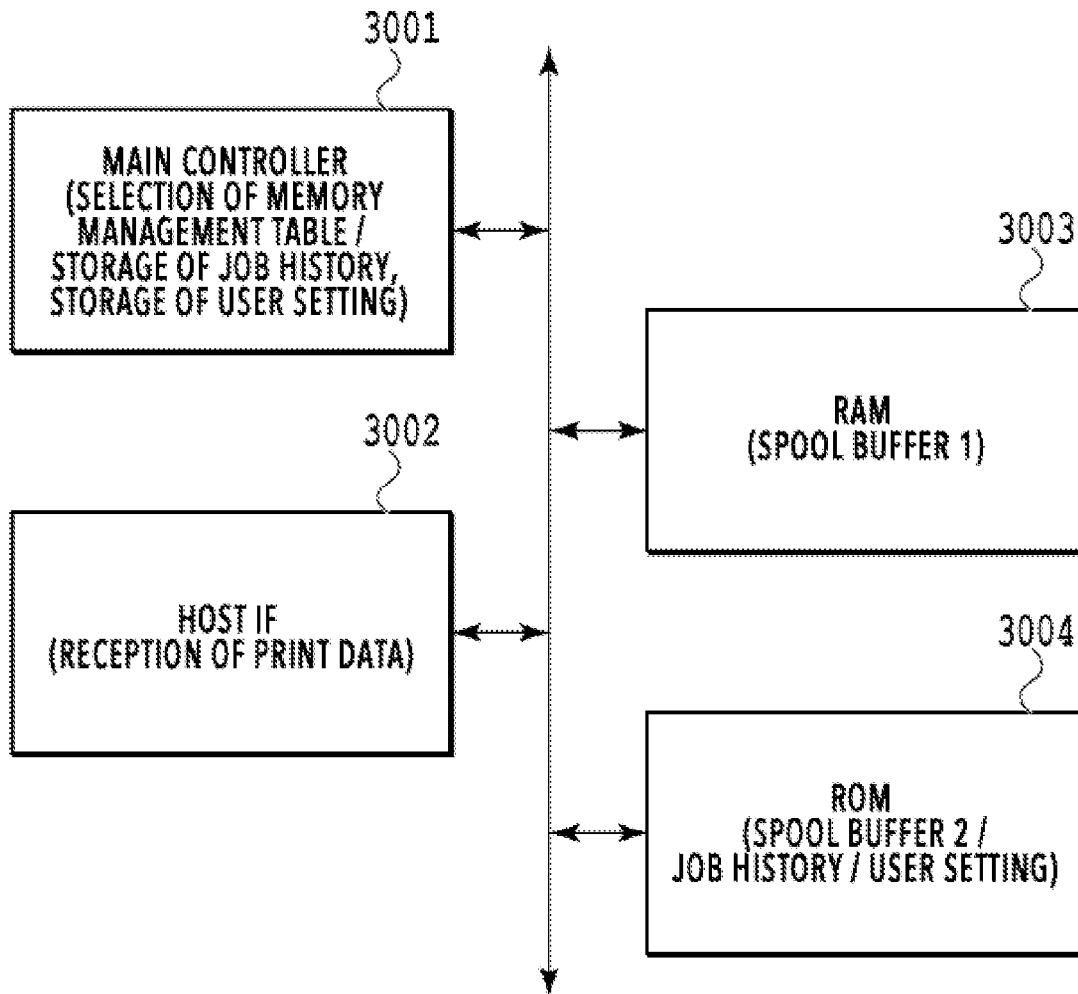 3001
MAIN CONTROLLER
(SELECTION OF MEMORY
MANAGEMENT TABLE /
STORAGE OF JOB HISTORY,
STORAGE OF USER SETTING)
3002
HOST IF
(RECEPTION OF PRINT DATA)
3003
RAM
(SPOOL BUFFER 1)
3004
ROM
(SPOOL BUFFER 2 /
JOB HISTORY / USER SETTING)